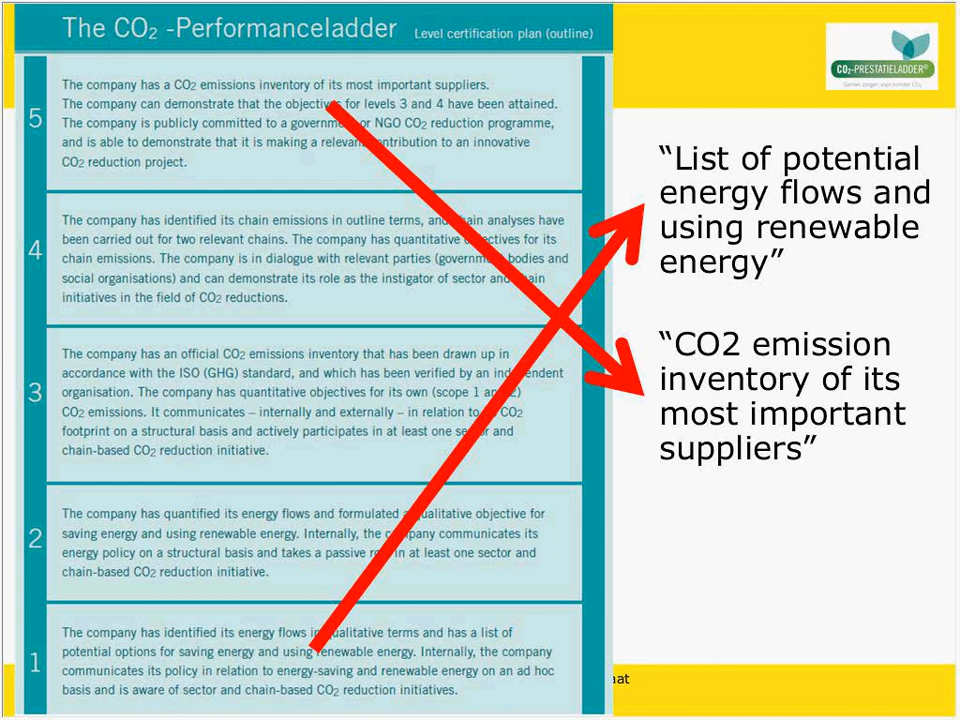 The CO2 -Performanceladder Level certification plan (outline)
CO2-PRESTATIELADDER®
Samen zorgen voor minder CO2
5
The company has a CO2 emissions inventory of its most important suppliers.
The company can demonstrate that the objectives for levels 3 and 4 have been attained.
The company is publicly committed to a government or NGO CO2 reduction programme,
and is able to demonstrate that it is making a relevant contribution to an innovative
CO2 reduction project.
4
The company has identified its chain emissions in outline terms, and chain analyses have
been carried out for two relevant chains. The company has quantitative objectives for its
chain emissions. The company is in dialogue with relevant parties (government bodies and
social organisations) and can demonstrate its role as the instigator of sector and chain
initiatives in the field of CO2 reductions.
3
The company has an official CO2 emissions inventory that has been drawn up in
accordance with the ISO (GHG) standard, and which has been verified by an independent
organisation. The company has quantitative objectives for its own (scope 1 and 2)
CO2 emissions. It communicates – internally and externally – in relation to CO2
footprint on a structural basis and actively participates in at least one sector and
chain-based CO2 reduction initiative.
2
The company has quantified its energy flows and formulated a qualitative objective for
saving energy and using renewable energy. Internally, the company communicates its
energy policy on a structural basis and takes a passive role in at least one sector and
chain-based CO2 reduction initiative.
1
The company has identified its energy flows in qualitative terms and has a list of
potential options for saving energy and using renewable energy. Internally, the company
communicates its policy in relation to energy-saving and renewable energy on an ad hoc
basis and is aware of sector and chain-based CO2 reduction initiatives.
“List of potential
energy flows and
using renewable
energy”
“CO2 emission
inventory of its
most important
suppliers”
aat